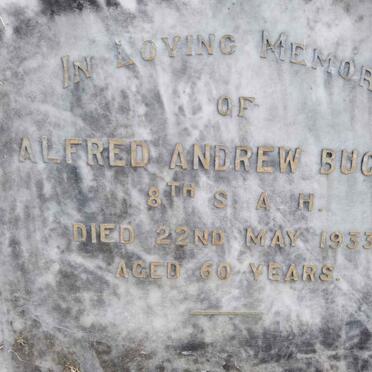 IN LOVING MEMOR
OF
ALFRED ANDREW BUC
8TH S. A. H.
DIED 22ND MAY 1933
AGED 60 YEARS.